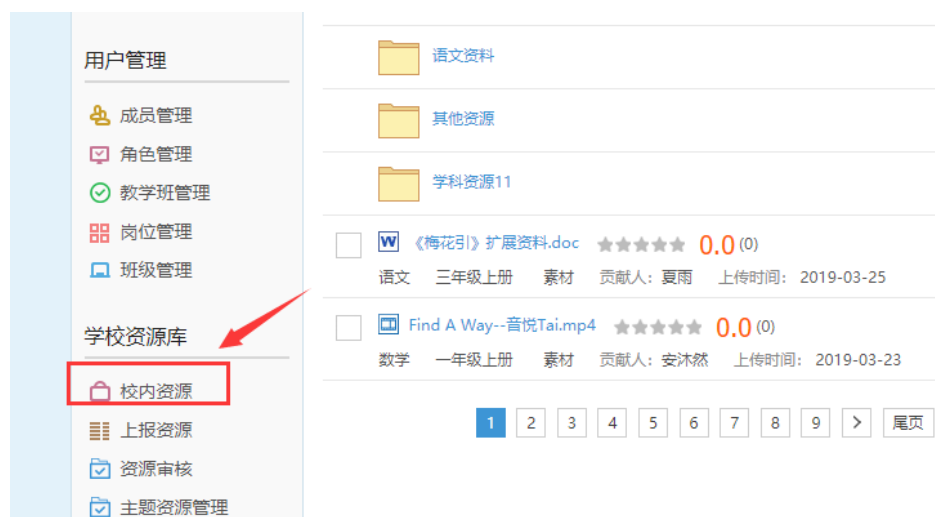 用户管理
成员管理
角色管理
教学班管理
岗位管理
班级管理
学校资源库
校内资源
上报资源
资源审核
主题资源管理
语文资料
其他资源
学科资源11
《梅花引》扩展资料.doc 0.0 (0)
语文 三年级上册 素材 贡献人：夏雨 上传时间： 2019-03-25
Find A Way--音悦Tai.mp4 0.0 (0)
数学 一年级上册 素材 贡献人：安沐然 上传时间： 2019-03-23
1 2 3 4 5 6 7 8 9 > 尾页